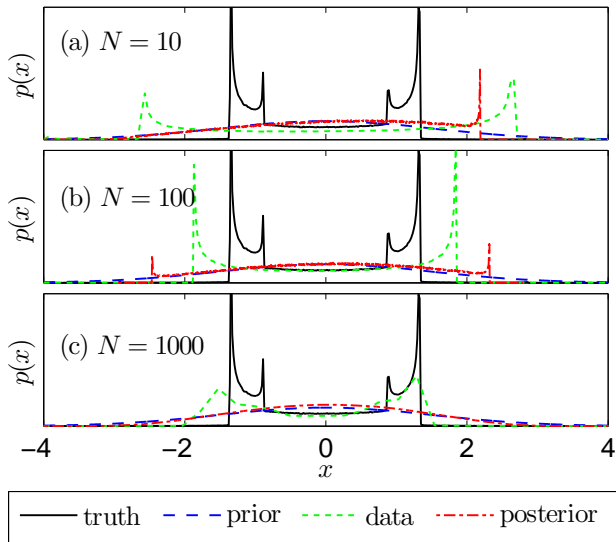 (a) N = 10
p(x)
(b) N = 100
p(x)
(c) N = 1000
p(x)
−4 −2 0 2 4
x
truth prior data posterior